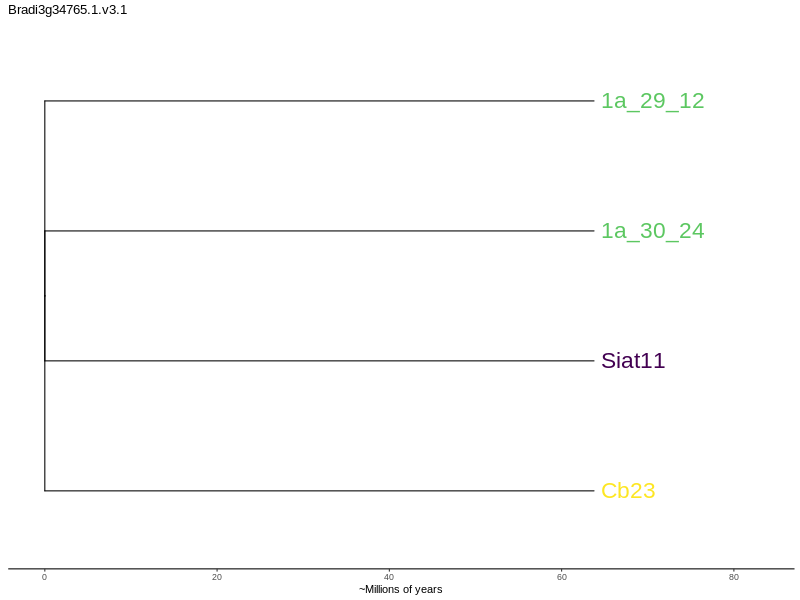 Bradi3g34765.1.v3.1
1a_29_12
1a_30_24
Siat11
Cb23
0 20 40 60 80
~Millions of years